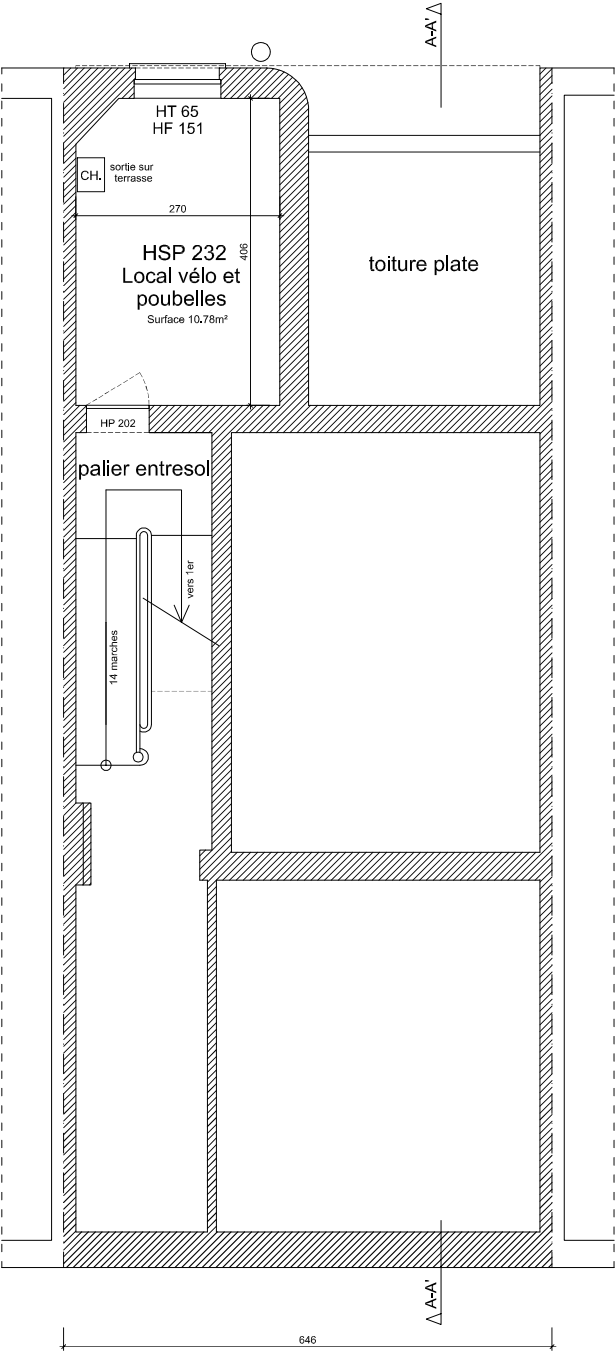 A-A'
HT 65
HF 151
CH.
sortie sur
terrasse
270
406
HSP 232
Local vélo et
poubelles
Surface 10.78m²
toiture plate
HP 202
palier entresol
vers 1er
14 marches
A-A'
646